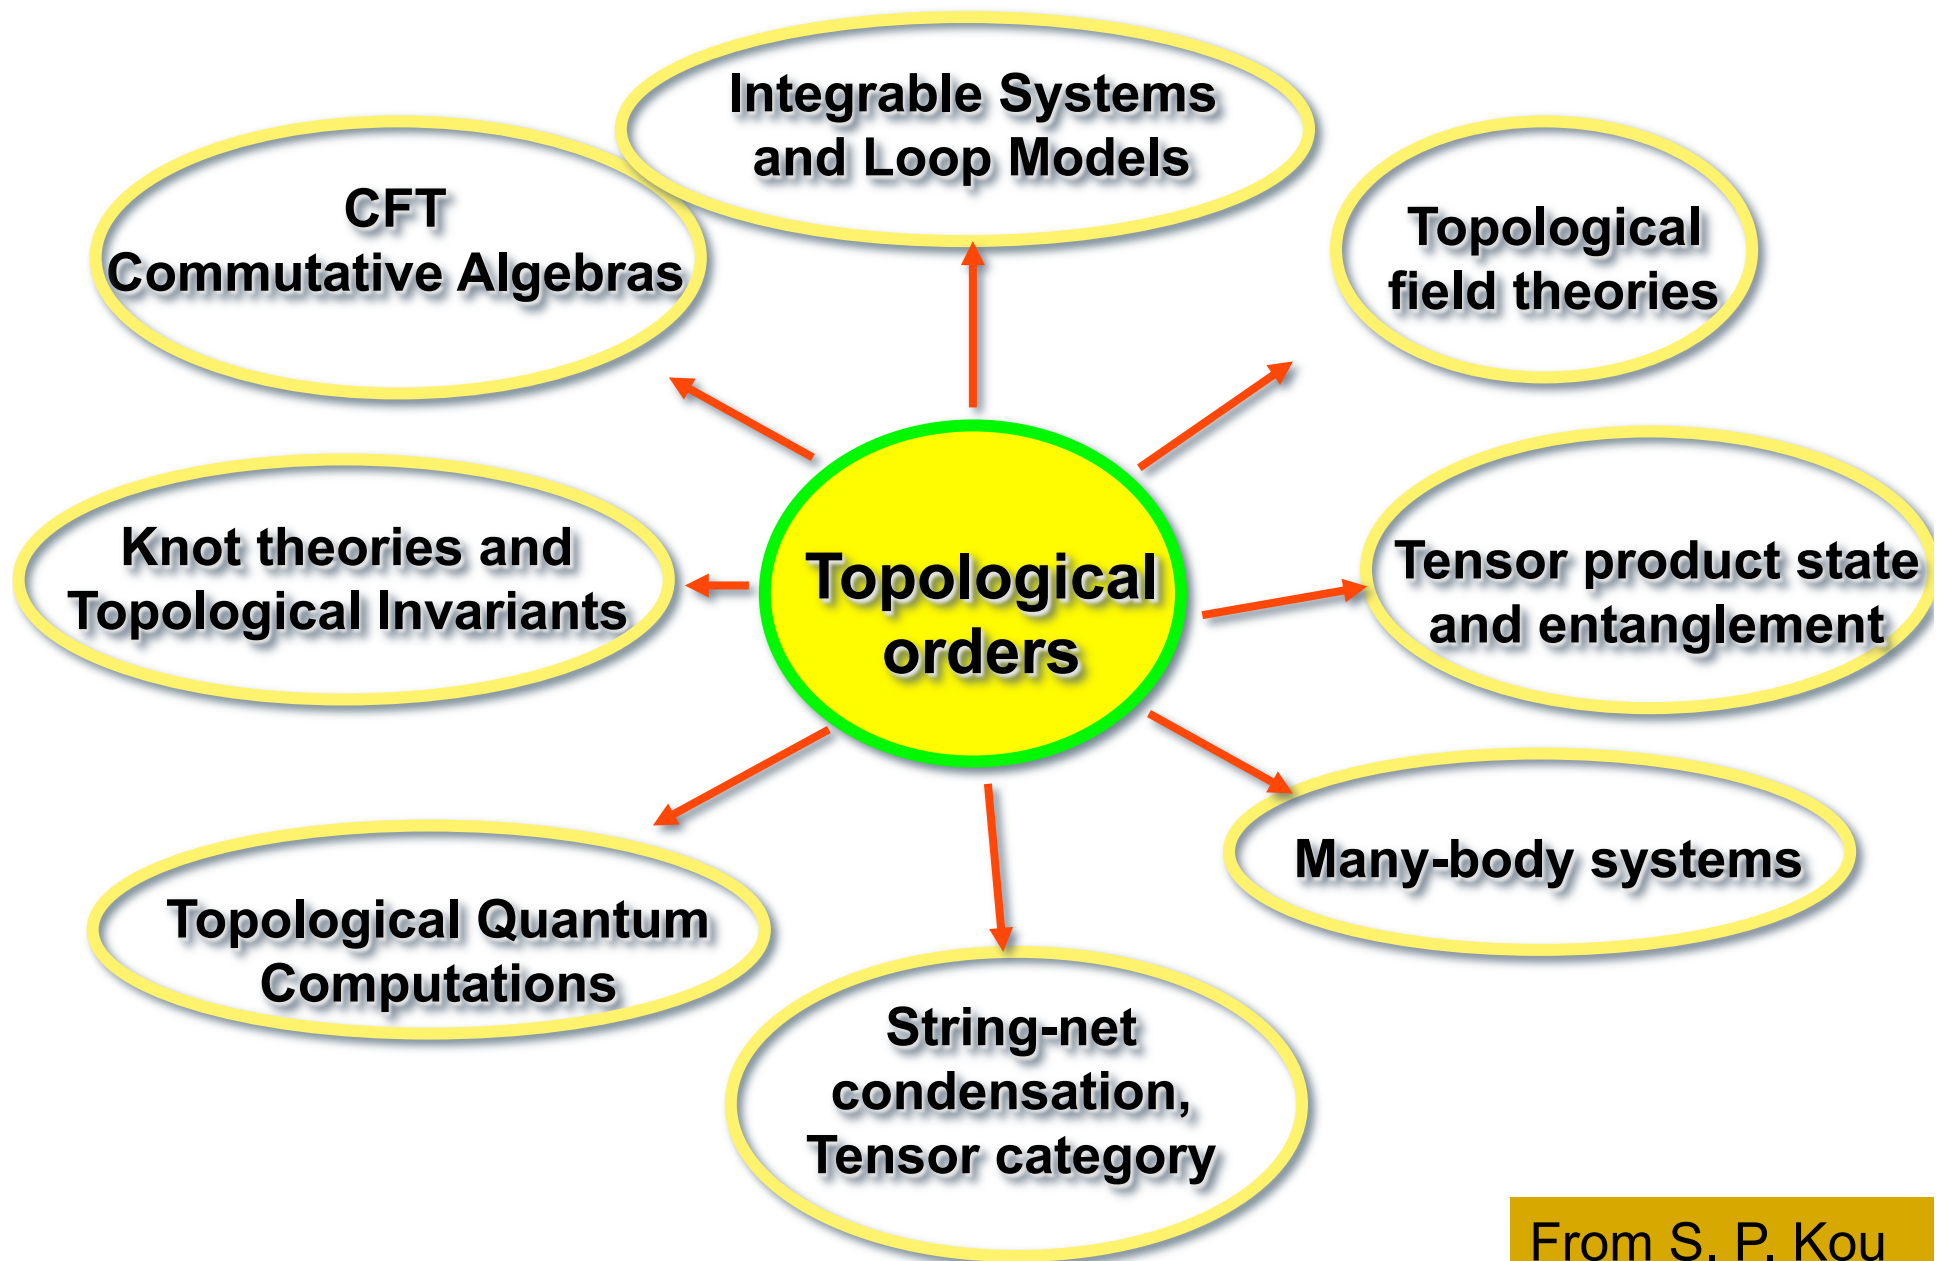 Integrable Systems
and Loop Models
CFT
Commutative Algebras
Topological
field theories
Knot theories and
Topological Invariants
Topological
orders
Tensor product state
and entanglement
Many-body systems
Topological Quantum
Computations
String-net
condensation,
Tensor category
From S. P. Kou